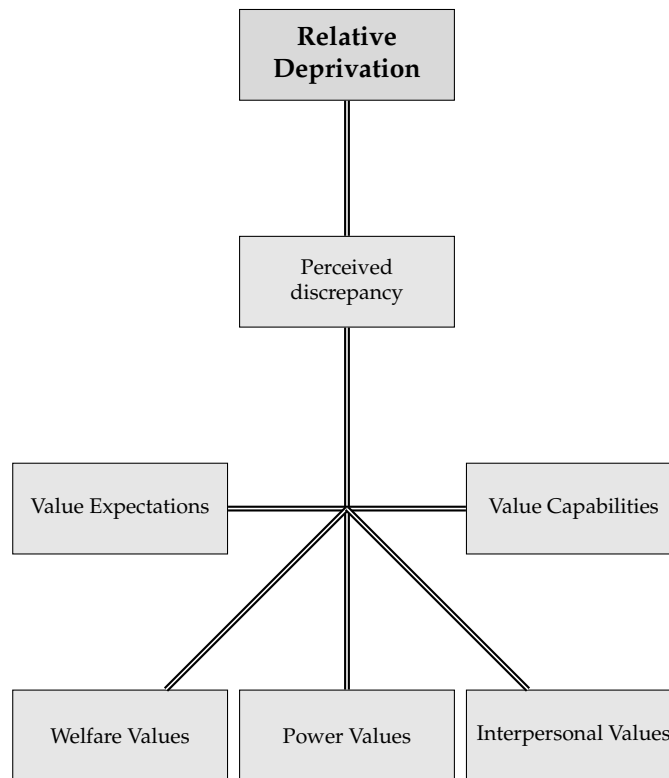 Relative
Deprivation
Perceived
discrepancy
Value Expectations
Value Capabilities
Welfare Values
Power Values
Interpersonal Values